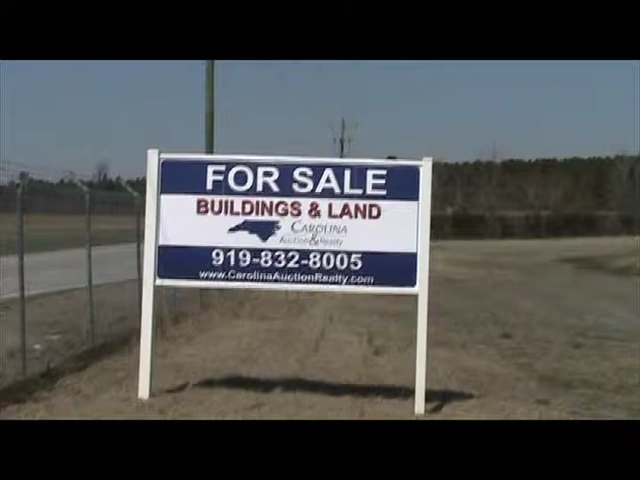 FOR SALE
BUILDINGS & LAND
CAROLINA
Auction & Realty
919-832-8005
www.CarolinaAuctionRealty.com